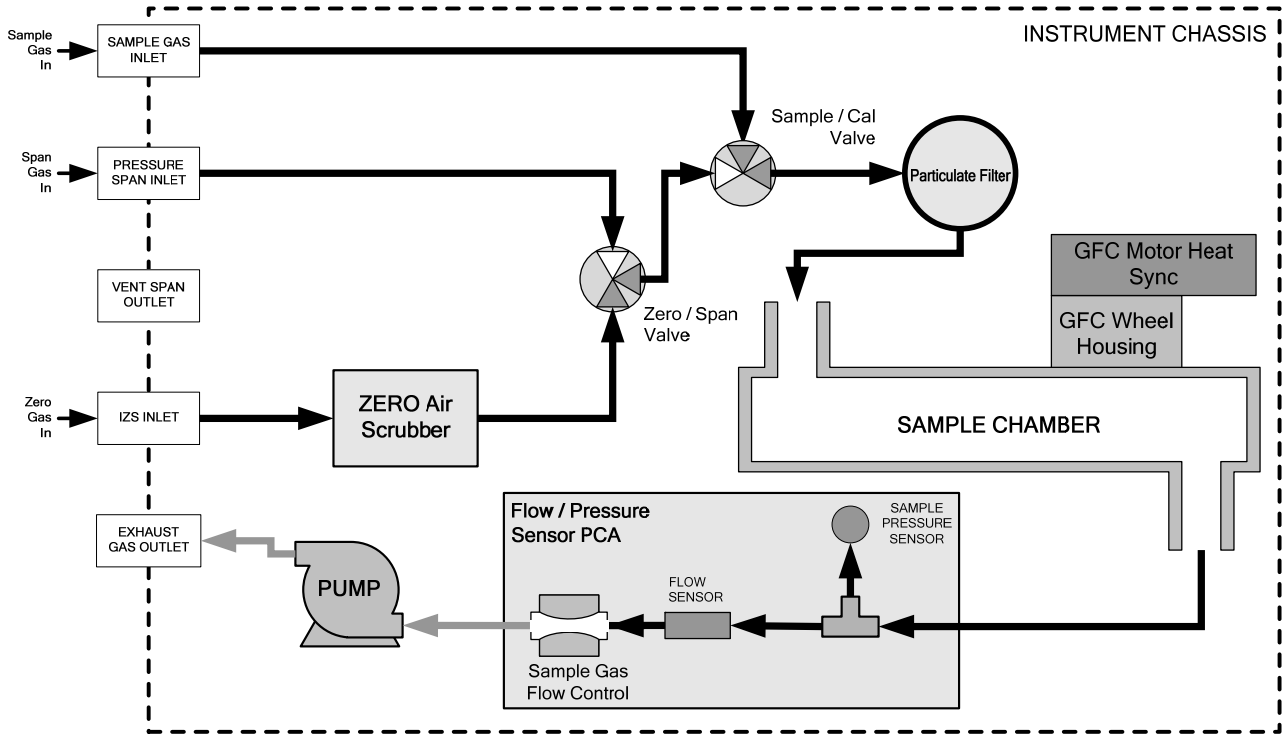 INSTRUMENT CHASSIS
Sample
Gas
In
SAMPLE GAS
INLET
Sample / Cal
Valve
Span
Gas
In
PRESSURE
SPAN INLET
Particulate Filter
GFC Motor Heat
Sync
VENT SPAN
OUTLET
Zero / Span
Valve
GFC Wheel
Housing
Zero
Gas
In
IZS INLET
ZERO Air
Scrubber
SAMPLE CHAMBER
EXHAUST
GAS OUTLET
PUMP
Flow / Pressure
Sensor PCA
SAMPLE
PRESSURE
SENSOR
FLOW
SENSOR
Sample Gas
Flow Control